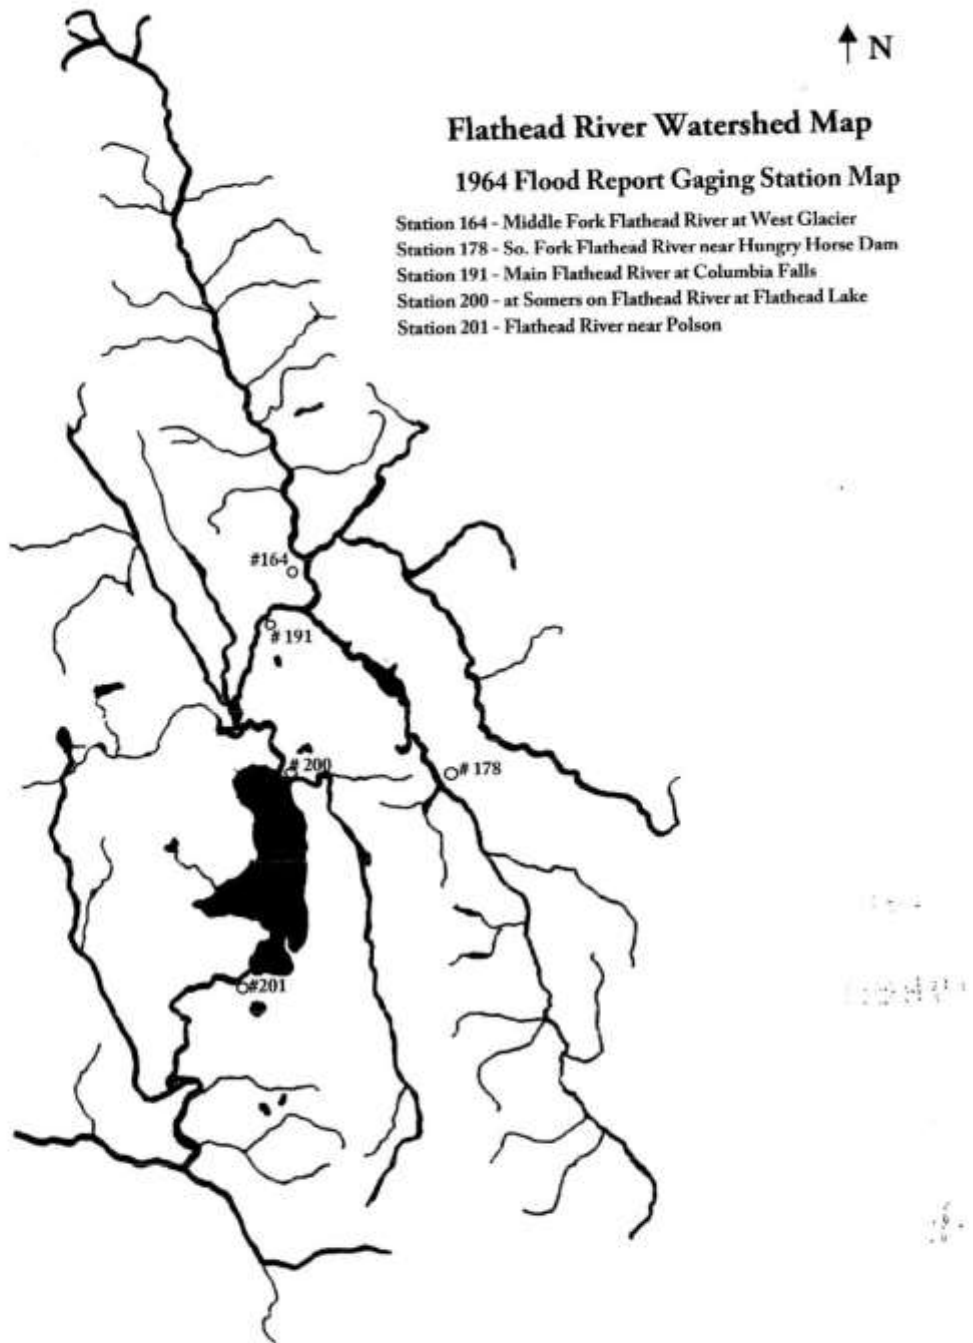 N
Flathead River Watershed Map
1964 Flood Report Gaging Station Map
Station 164 - Middle Fork Flathead River at West Glacier
Station 178 - So. Fork Flathead River near Hungry Horse Dam
Station 191 - Main Flathead River at Columbia Falls
Station 200 - at Somers on Flathead River at Flathead Lake
Station 201 - Flathead River near Polson
#164
# 191
# 200
# 178
#201